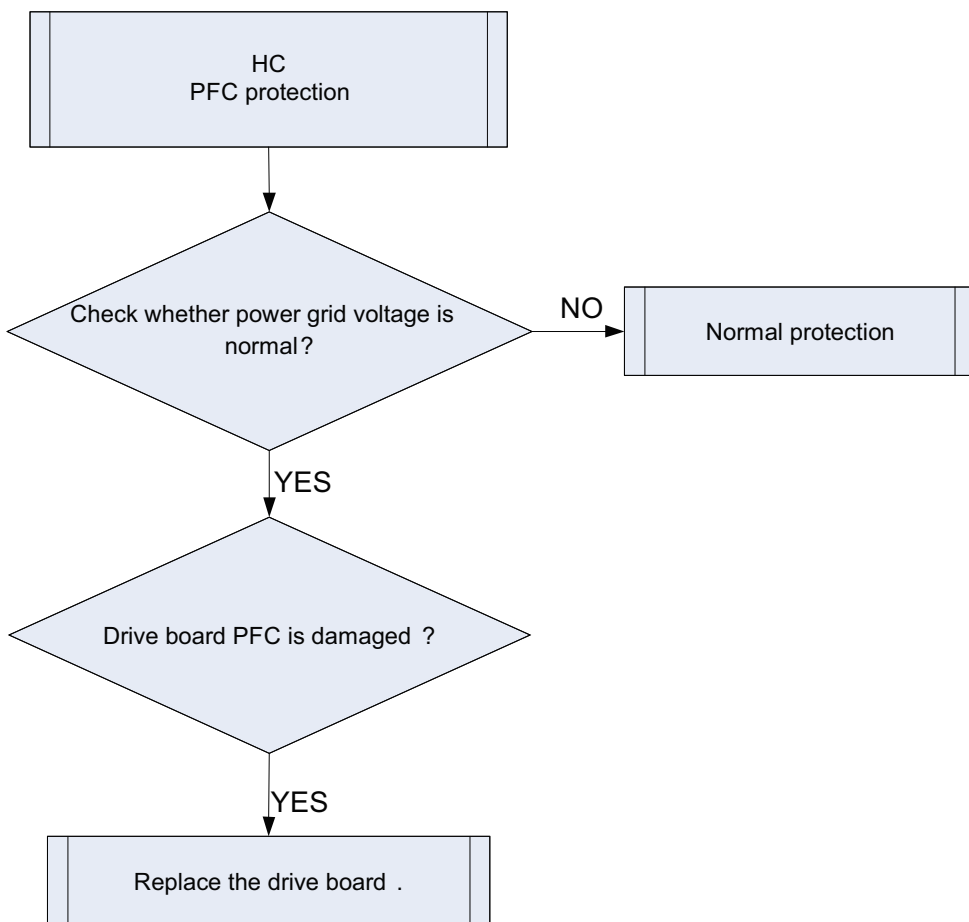 HC
PFC protection
Check whether power grid voltage is
normal?
NO
Normal protection
YES
Drive board PFC is damaged ?
YES
Replace the drive board .